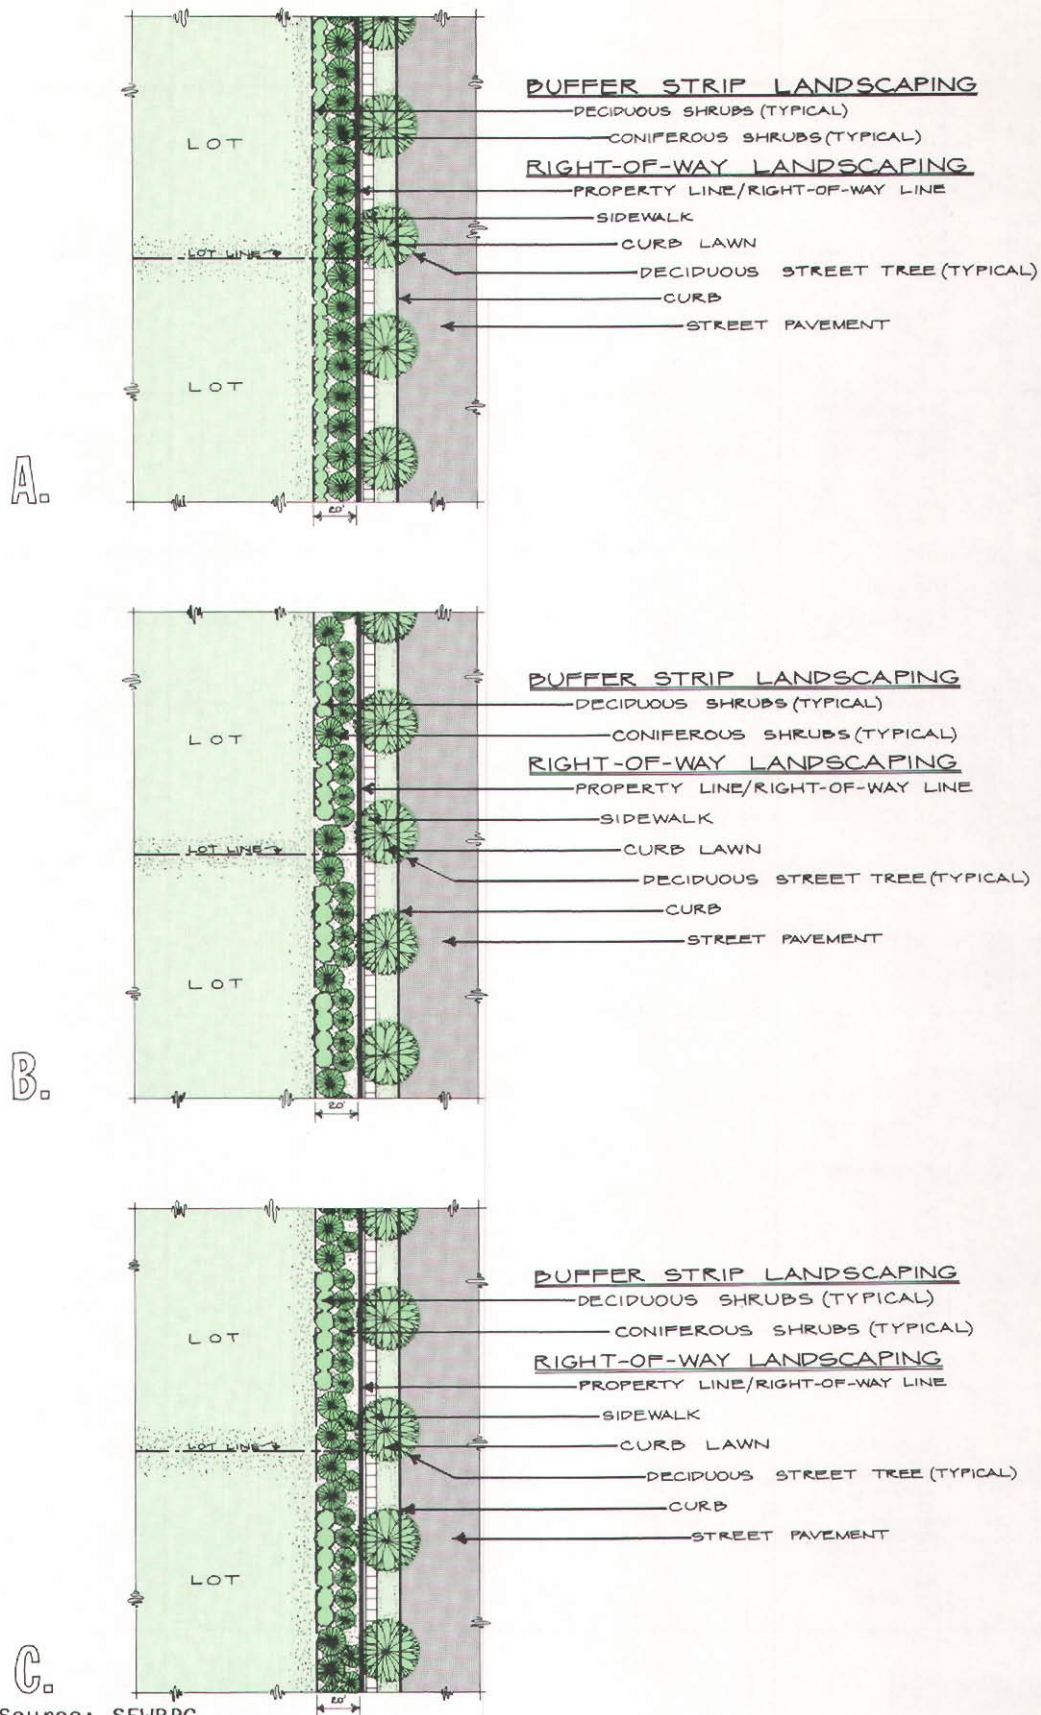 BUFFER STRIP LANDSCAPING
DECIDUOUS SHRUBS (TYPICAL)
LOT
CONIFEROUS SHRUBS (TYPICAL)
RIGHT-OF-WAY LANDSCAPING
PROPERTY LINE/RIGHT-OF-WAY LINE
SIDEWALK
CURB LAWN
LOT LINE
DECIDUOUS STREET TREE (TYPICAL)
CURB
STREET PAVEMENT
LOT
A.
20'
BUFFER STRIP LANDSCAPING
DECIDUOUS SHRUBS (TYPICAL)
CONIFEROUS SHRUBS (TYPICAL)
LOT
RIGHT-OF-WAY LANDSCAPING
PROPERTY LINE/RIGHT-OF-WAY LINE
SIDEWALK
CURB LAWN
LOT LINE
DECIDUOUS STREET TREE (TYPICAL)
CURB
STREET PAVEMENT
LOT
B.
20'
BUFFER STRIP LANDSCAPING
DECIDUOUS SHRUBS (TYPICAL)
CONIFEROUS SHRUBS (TYPICAL)
LOT
RIGHT-OF-WAY LANDSCAPING
PROPERTY LINE/RIGHT-OF-WAY LINE
SIDEWALK
CURB LAWN
LOT LINE
DECIDUOUS STREET TREE (TYPICAL)
CURB
STREET PAVEMENT
LOT
C.
20'
Source: SEWRPC